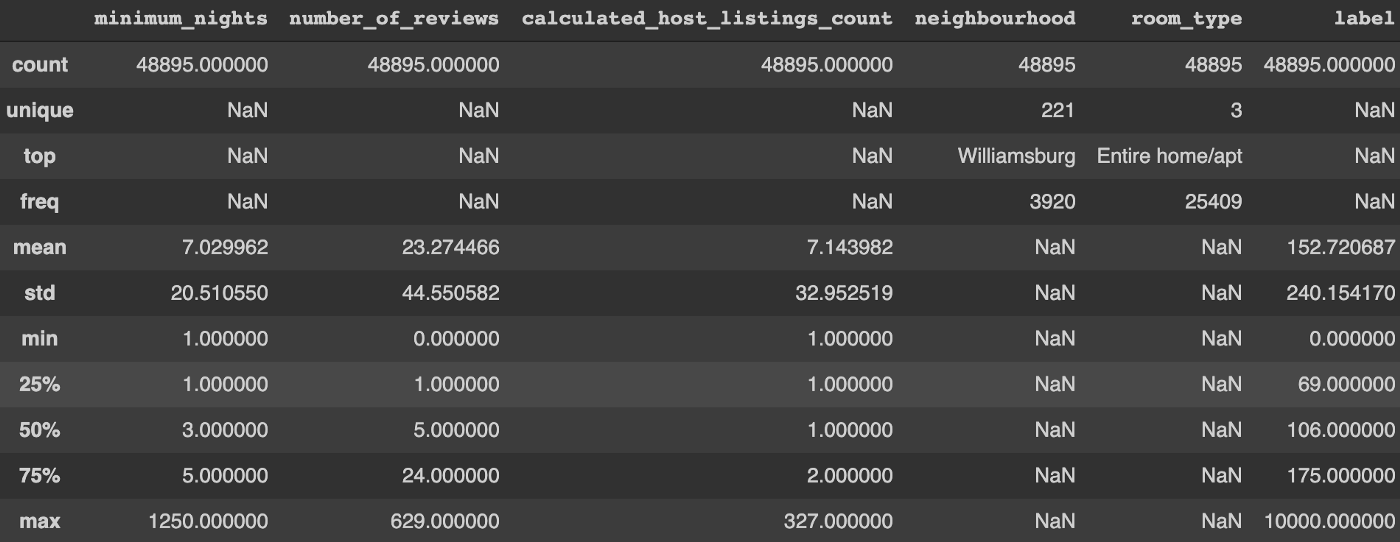 minimum_nights number_of_reviews calculated_host_listings_count neighbourhood room_type label
count 48895.000000 48895.000000 48895.000000 48895 48895 48895.000000
unique NaN NaN NaN 221 3 NaN
top NaN NaN NaN Williamsburg Entire home/apt NaN
freq NaN NaN NaN 3920 25409 NaN
mean 7.029962 23.274466 7.143982 NaN NaN 152.720687
std 20.510550 44.550582 32.952519 NaN NaN 240.154170
min 1.000000 0.000000 1.000000 NaN NaN 0.000000
25% 1.000000 1.000000 1.000000 NaN NaN 69.000000
50% 3.000000 5.000000 1.000000 NaN NaN 106.000000
75% 5.000000 24.000000 2.000000 NaN NaN 175.000000
max 1250.000000 629.000000 327.000000 NaN NaN 10000.000000